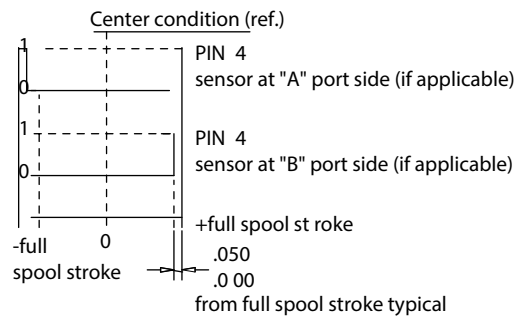 Center condition (ref.)
1
PIN 4
sensor at "A" port side (if applicable)
0
1
PIN 4
sensor at "B" port side (if applicable)
0
+full spool st roke
-full
spool stroke
0
.050
.0 00
from full spool stroke typical